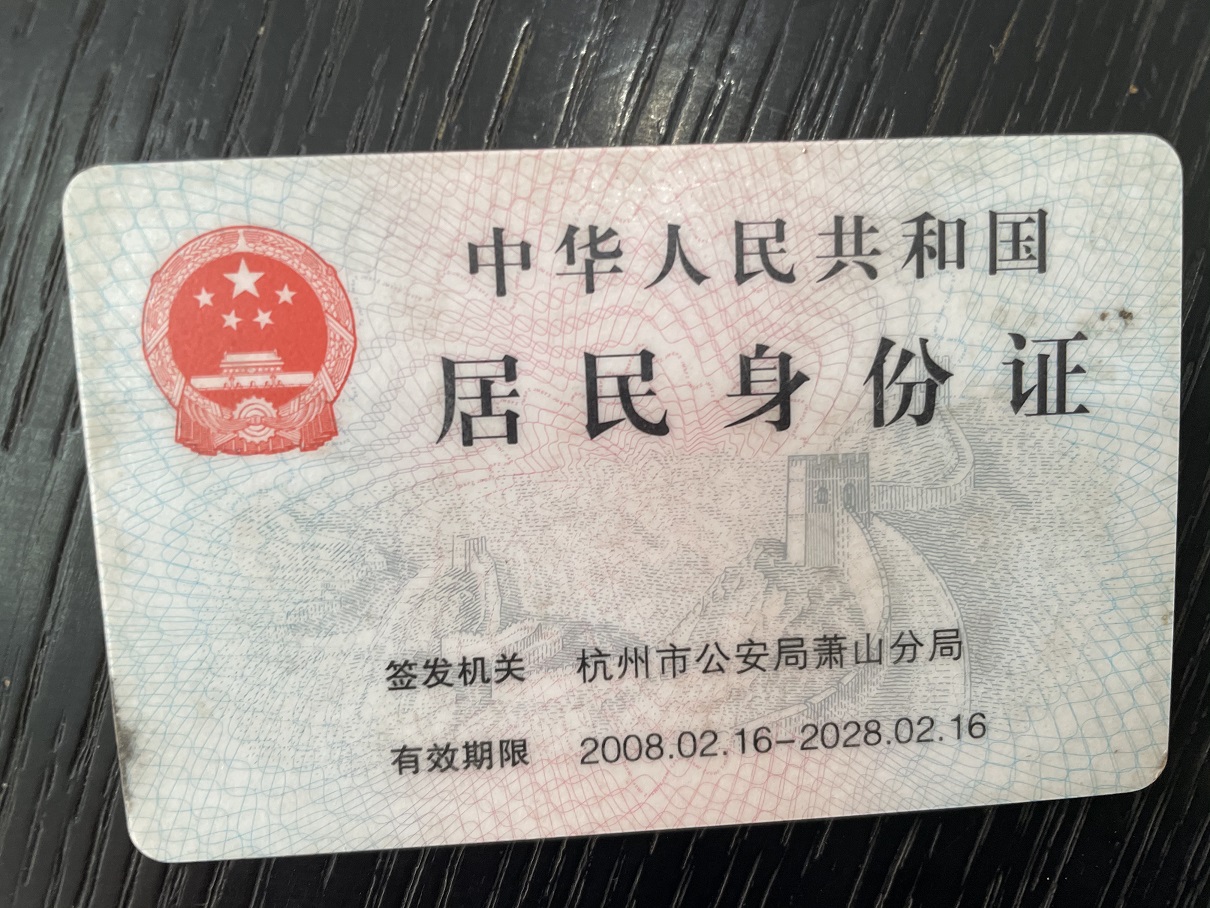 中华人民共和国
居民身份证
签发机关 杭州市公安局萧山分局
有效期限 2008.02.16-2028.02.16